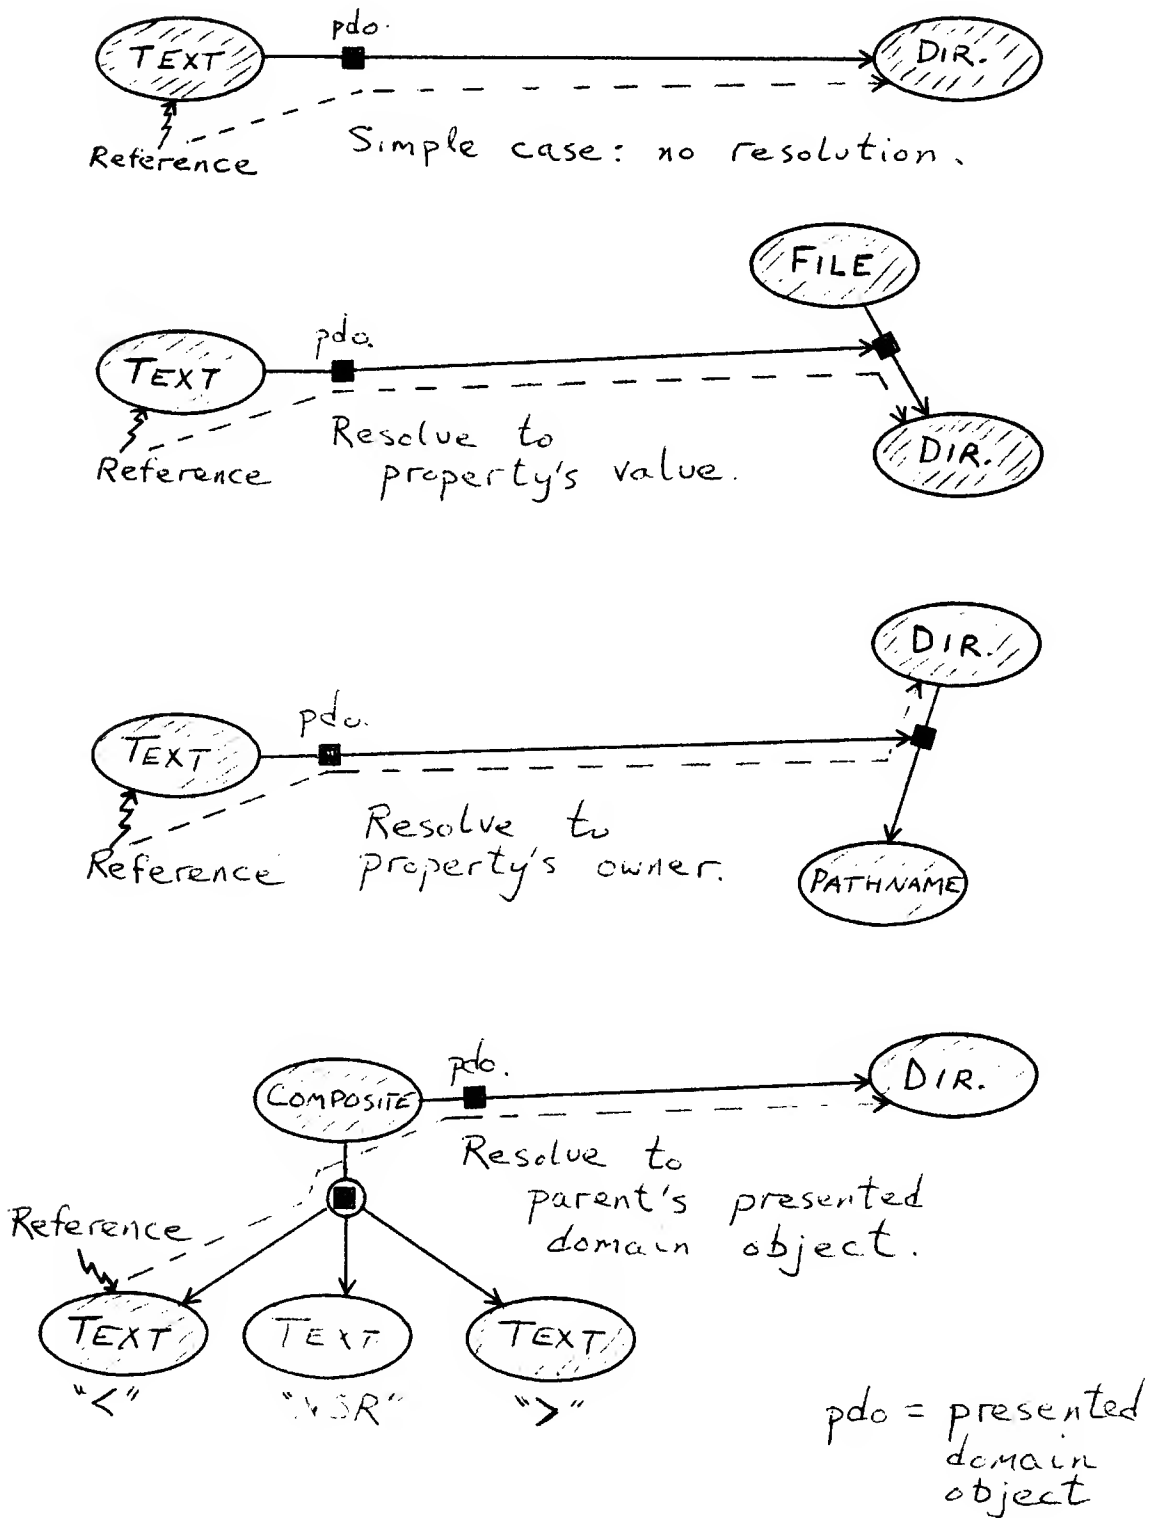 pdo.
TEXT
DIR.
Reference
Simple case: no resolution.
FILE
pdo.
TEXT
Resolve to
property's value.
Reference
DIR.
DIR.
pdo.
TEXT
Resolve to
property's owner.
Reference
PATHNAME
pdo.
COMPOSITE
DIR.
Resolve to
parent's presented
domain object.
Reference
TEXT
TEXT
TEXT
"<"
">"
pdo = presented
domain
object